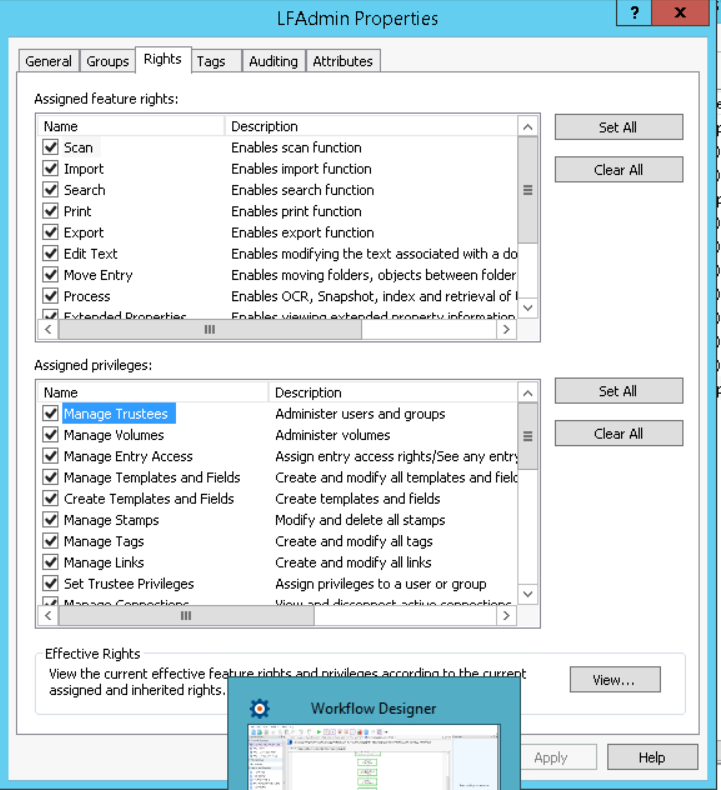 LFAdmin Properties
?
x
General Groups Rights Tags Auditing Attributes
Assigned feature rights:
Name Description
Scan Enables scan function
Import Enables import function
Search Enables search function
Print Enables print function
Export Enables export function
Edit Text Enables modifying the text associated with a do
Move Entry Enables moving folders, objects between folder
Process Enables OCR, Snapshot, index and retrieval of
Extended Properties Enables viewing extended property information
Set All
Clear All
Assigned privileges:
Name Description
Manage Trustees Administer users and groups
Manage Volumes Administer volumes
Manage Entry Access Assign entry access rights/See any entry
Manage Templates and Fields Create and modify all templates and field
Create Templates and Fields Create templates and fields
Manage Stamps Modify and delete all stamps
Manage Tags Create and modify all tags
Manage Links Create and modify all links
Set Trustee Privileges Assign privileges to a user or group
Manage Connections View and disconnect active connections
Set All
Clear All
Effective Rights
View the current effective feature rights and privileges according to the current
assigned and inherited rights.
View...
Workflow Designer
Apply
Help